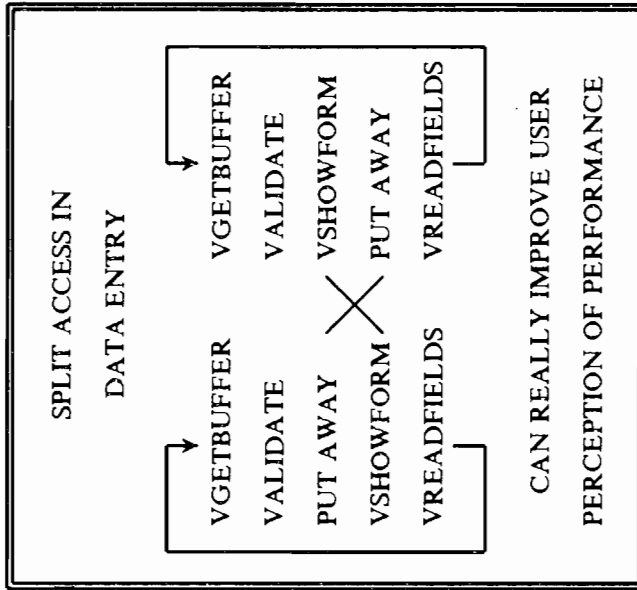 SPLIT ACCESS IN
DATA ENTRY
VGETBUFFER
VALIDATE
PUT AWAY
VSHOWFORM
VREADFIELDS
VGETBUFFER
VALIDATE
VSHOWFORM
PUT AWAY
VREADFIELDS
CAN REALLY IMPROVE USER
PERCEPTION OF PERFORMANCE